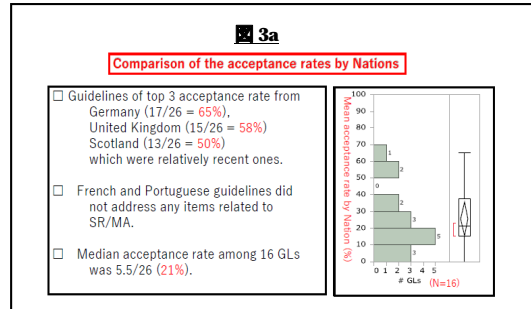 図 3a
Comparison of the acceptance rates by Nations
□ Guidelines of top 3 acceptance rate from
Germany (17/26 = 65%),
United Kingdom (15/26 = 58%)
Scotland (13/26 = 50%)
which were relatively recent ones.
□ French and Portuguese guidelines did
not address any items related to
SR/MA.
□ Median acceptance rate among 16 GLs
was 5.5/26 (21%).
Mean acceptance rate by Nation (%)
100
90
80
70
60
50
40
30
20
10
0
1
2
0
2
3
5
3
0 1 2 3 4 5
# GLs
(N=16)